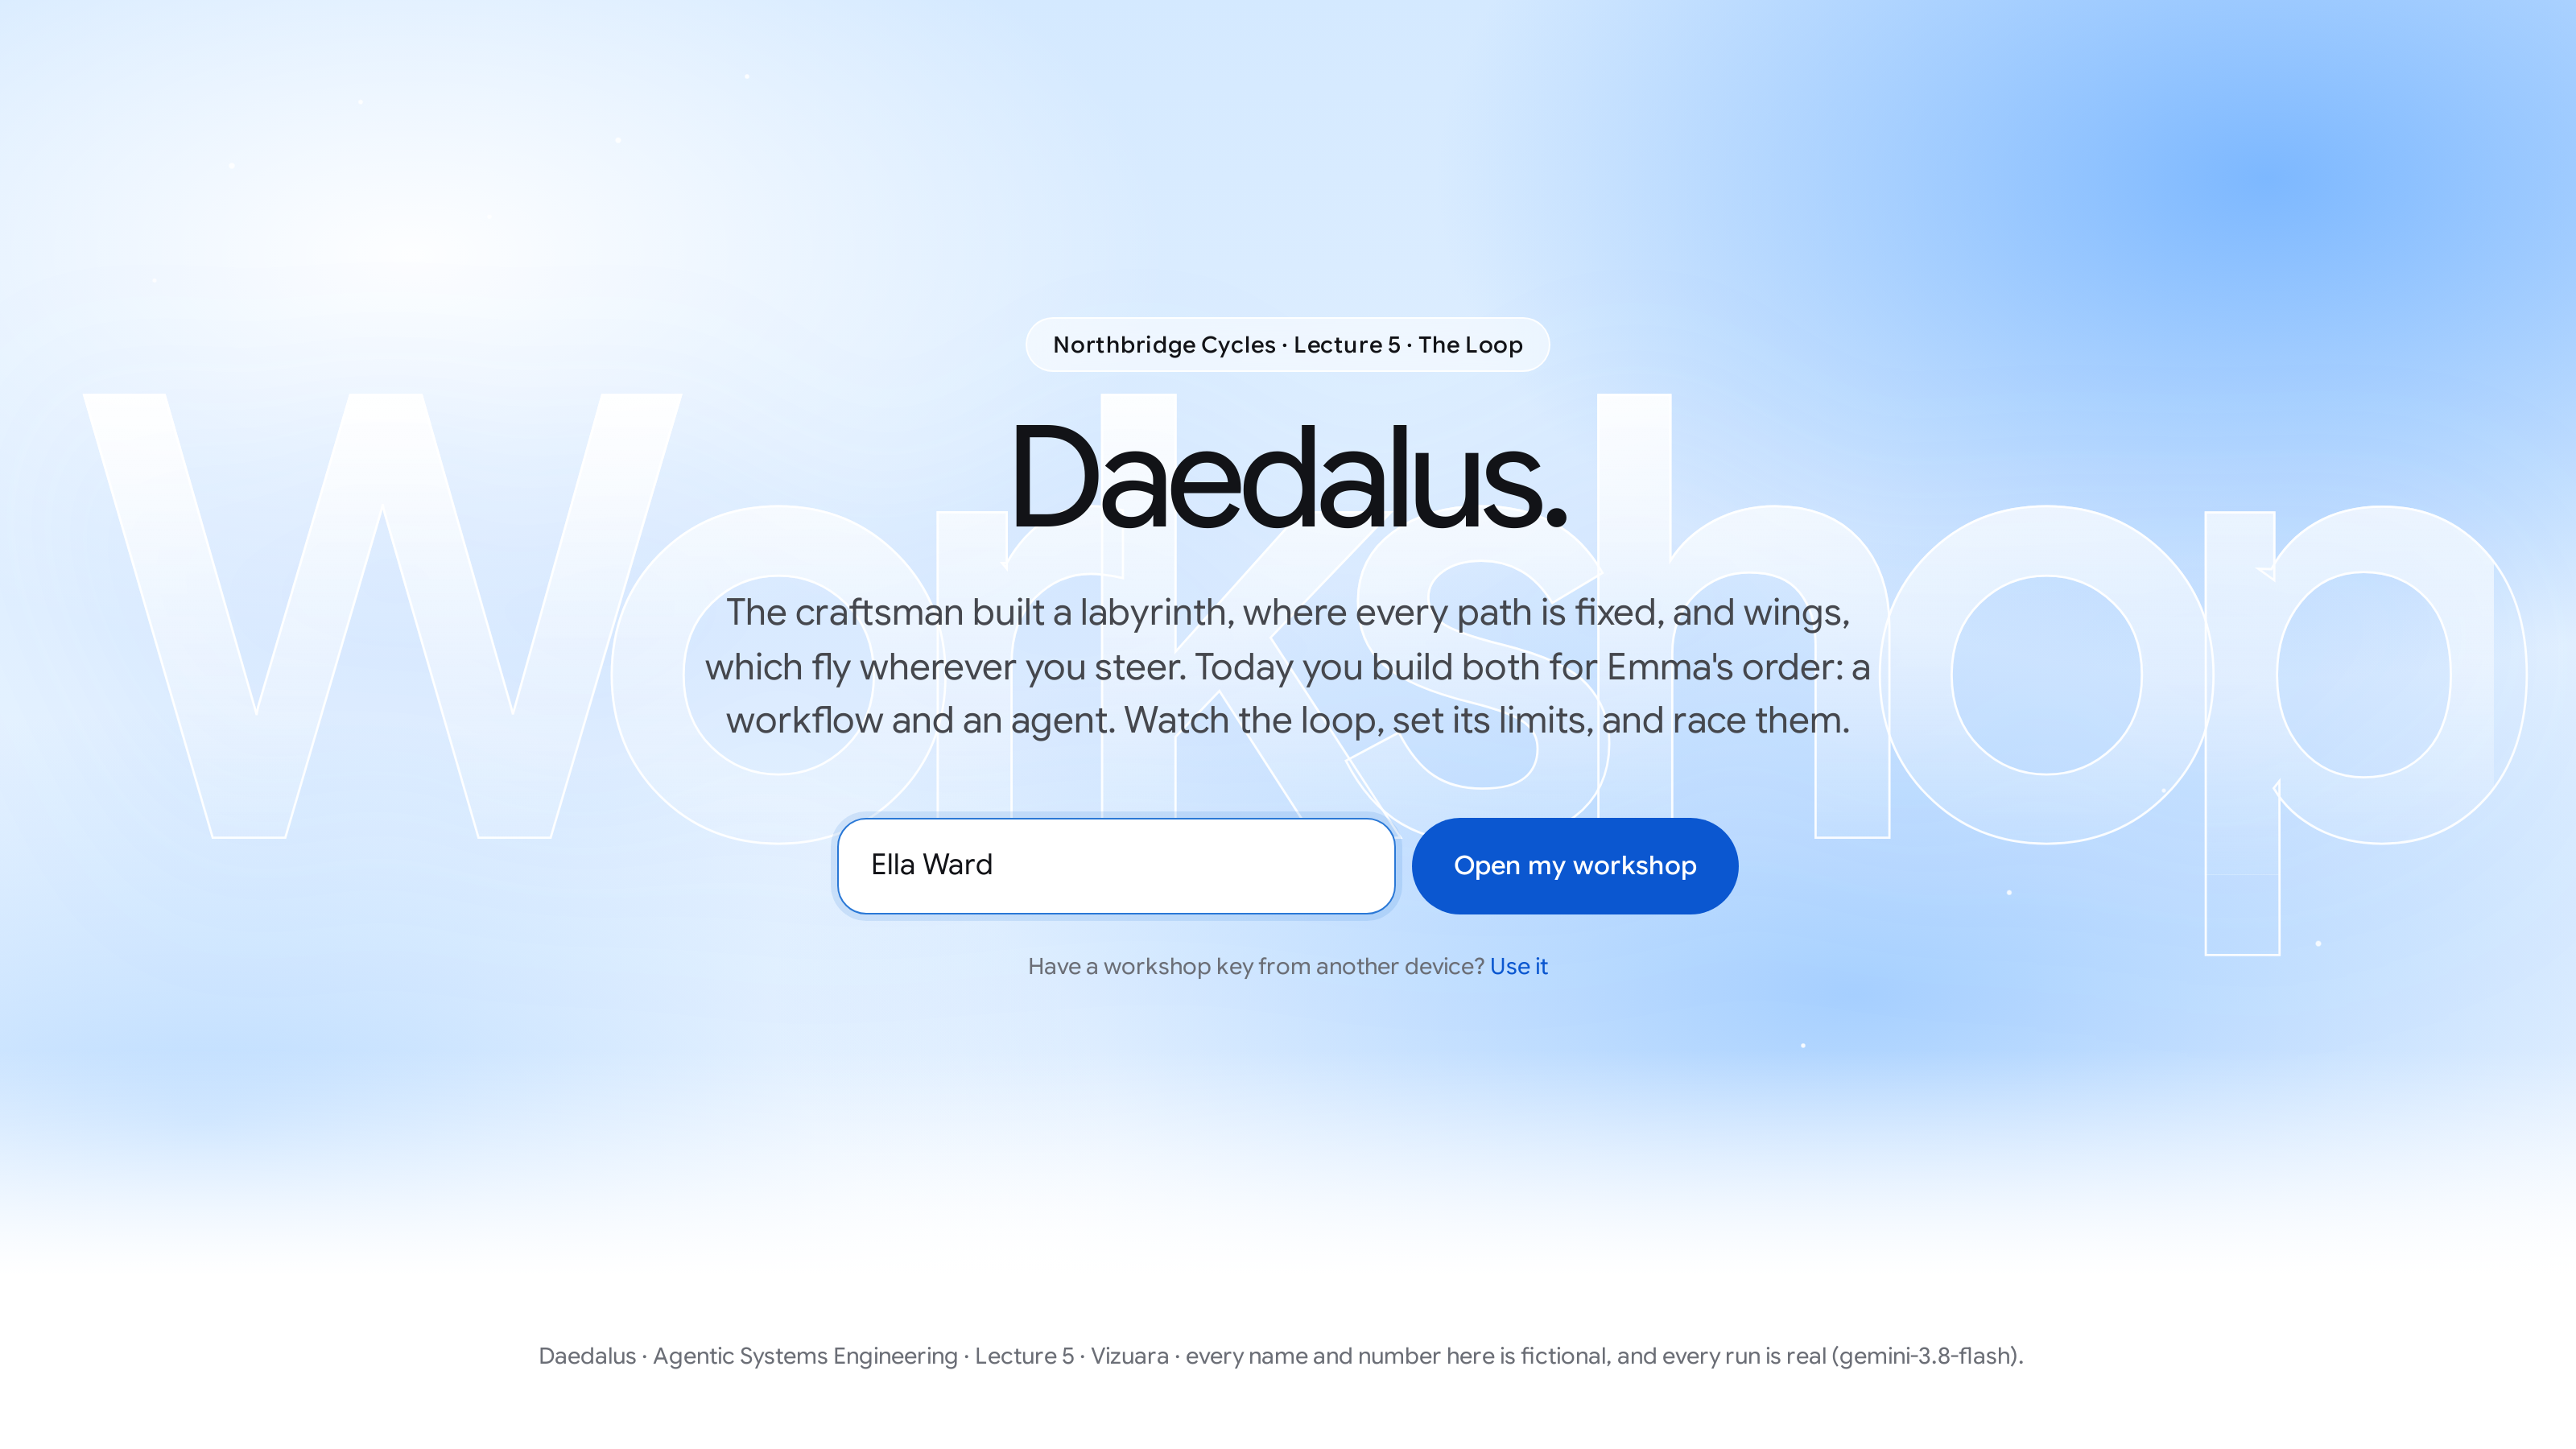 Northbridge Cycles · Lecture 5 · The Loop
Workshop
Daedalus.
The craftsman built a labyrinth, where every path is fixed, and wings,
which fly wherever you steer. Today you build both for Emma's order: a
workflow and an agent. Watch the loop, set its limits, and race them.
Ella Ward
Open my workshop
Have a workshop key from another device? Use it
Daedalus · Agentic Systems Engineering · Lecture 5 · Vizuara · every name and number here is fictional, and every run is real (gemini-3.8-flash).